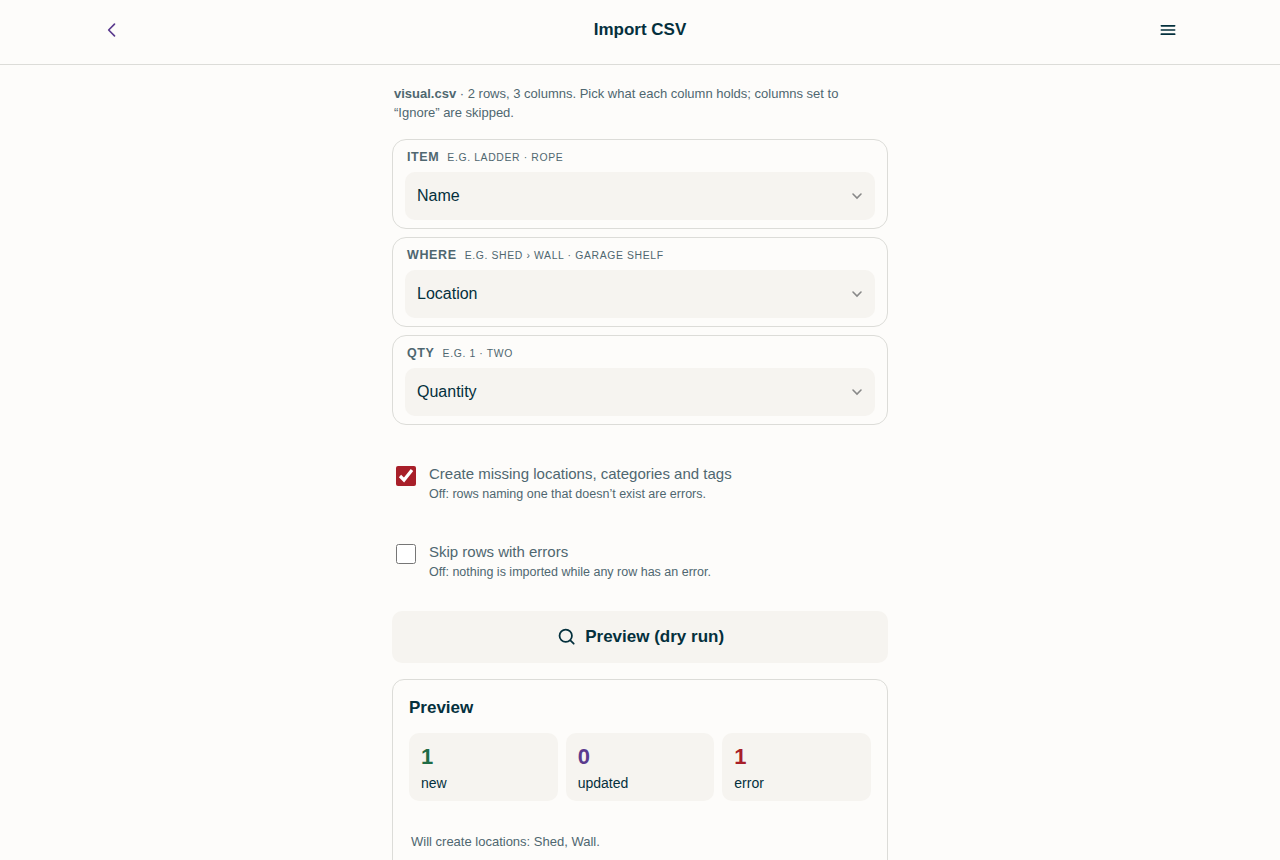 Import CSV
visual.csv · 2 rows, 3 columns. Pick what each column holds; columns set to
“Ignore” are skipped.
ITEM E.G. LADDER · ROPE
Name
WHERE E.G. SHED › WALL · GARAGE SHELF
Location
QTY E.G. 1 · TWO
Quantity
Create missing locations, categories and tags
Off: rows naming one that doesn’t exist are errors.
Skip rows with errors
Off: nothing is imported while any row has an error.
Preview (dry run)
Preview
1 0 1
new updated error
Will create locations: Shed, Wall.